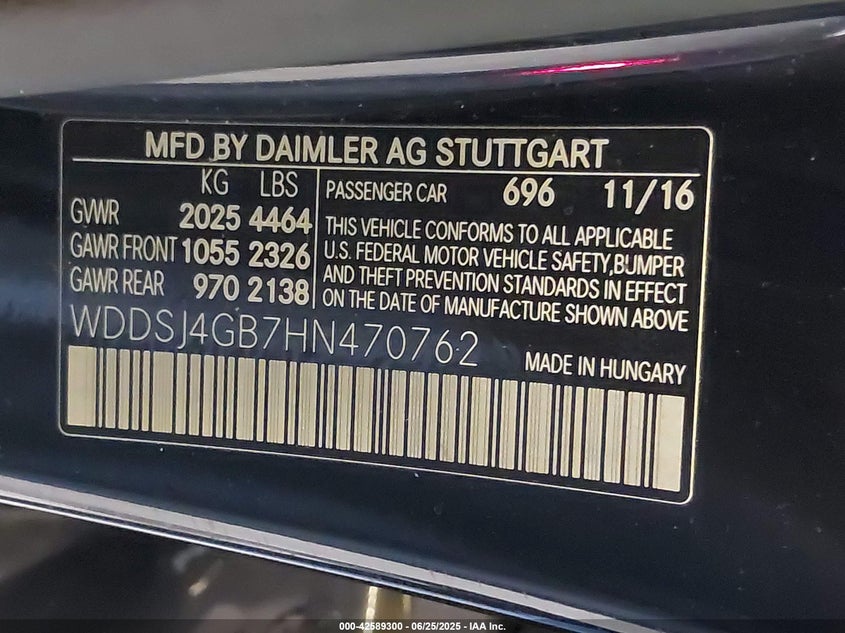 MFD BY DAIMLER AG STUTTGART
KG LBS
GVWR 2025 4464
GAWR FRONT 1055 2326
GAWR REAR 970 2138
PASSENGER CAR 696 11/16
THIS VEHICLE CONFORMS TO ALL APPLICABLE
U.S. FEDERAL MOTOR VEHICLE SAFETY, BUMPER
AND THEFT PREVENTION STANDARDS IN EFFECT
ON THE DATE OF MANUFACTURE SHOWN ABOVE
WDDSJ4GB7HN470762
MADE IN HUNGARY
000-42589300 - 06/25/2025 - IAA Inc.